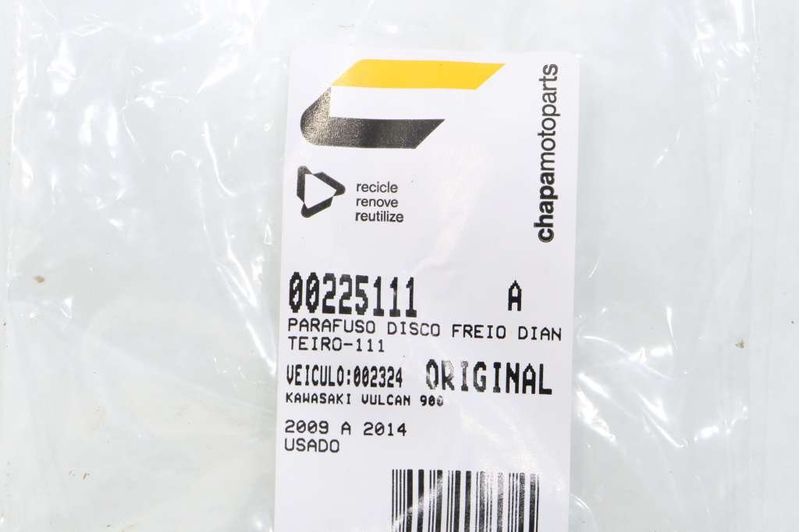 chapamotoparts
recicle
renove
reutilize
00225111 A
PARAFUSO DISCO FREIO DIAN
TEIRO-111
VEICULO:002324 ORIGINAL
KAWASAKI VULCAN 900
2009 A 2014
USADO